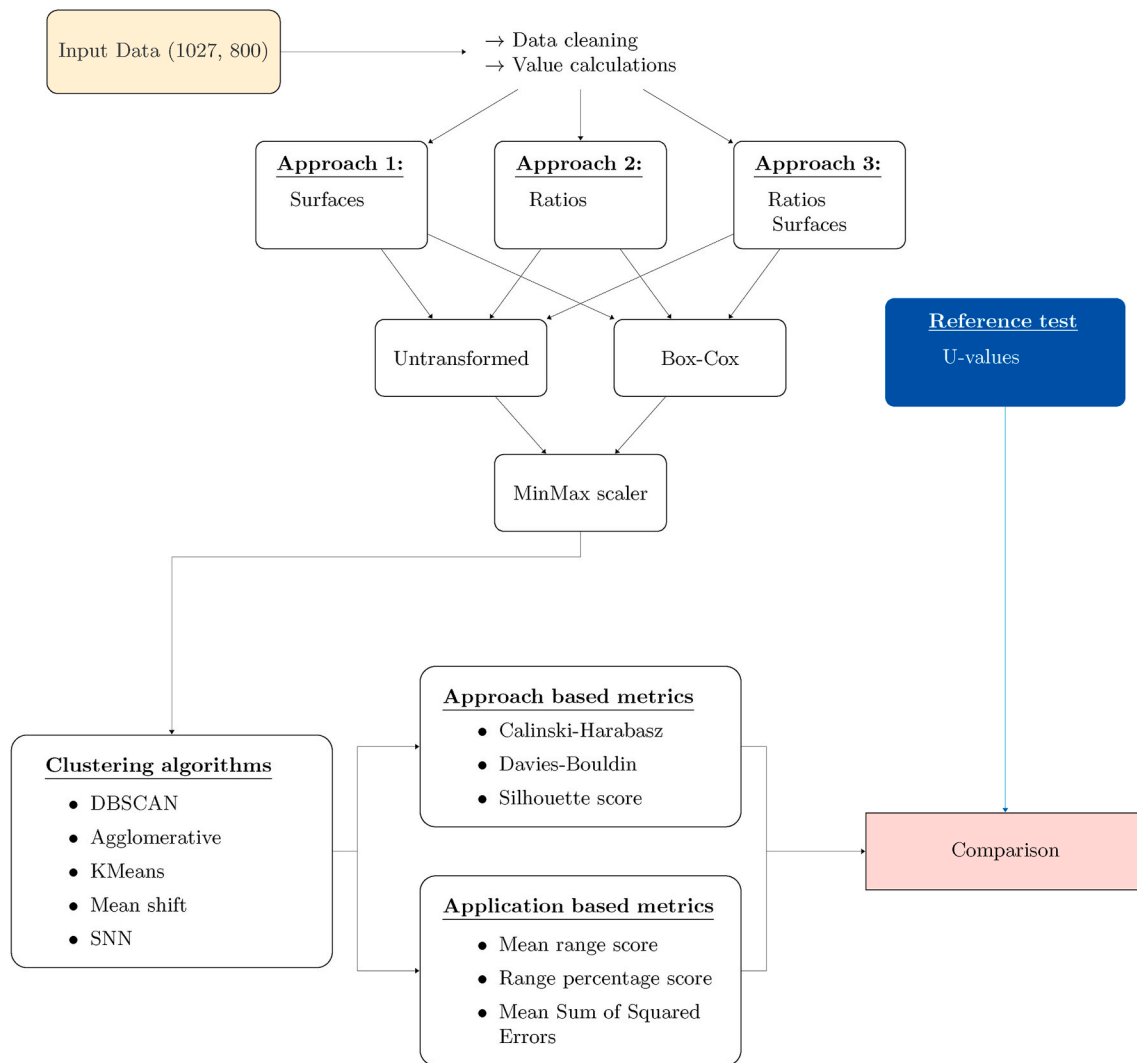 Input Data (1027, 800)
→ Data cleaning
→ Value calculations
Approach 1:
Surfaces
Approach 2:
Ratios
Approach 3:
Ratios
Surfaces
Untransformed
Box-Cox
Reference test
U-values
MinMax scaler
Clustering algorithms
● DBSCAN
● Agglomerative
● KMeans
● Mean shift
● SNN
Approach based metrics
● Calinski-Harabasz
● Davies-Bouldin
● Silhouette score
Application based metrics
● Mean range score
● Range percentage score
● Mean Sum of Squared
Errors
Comparison